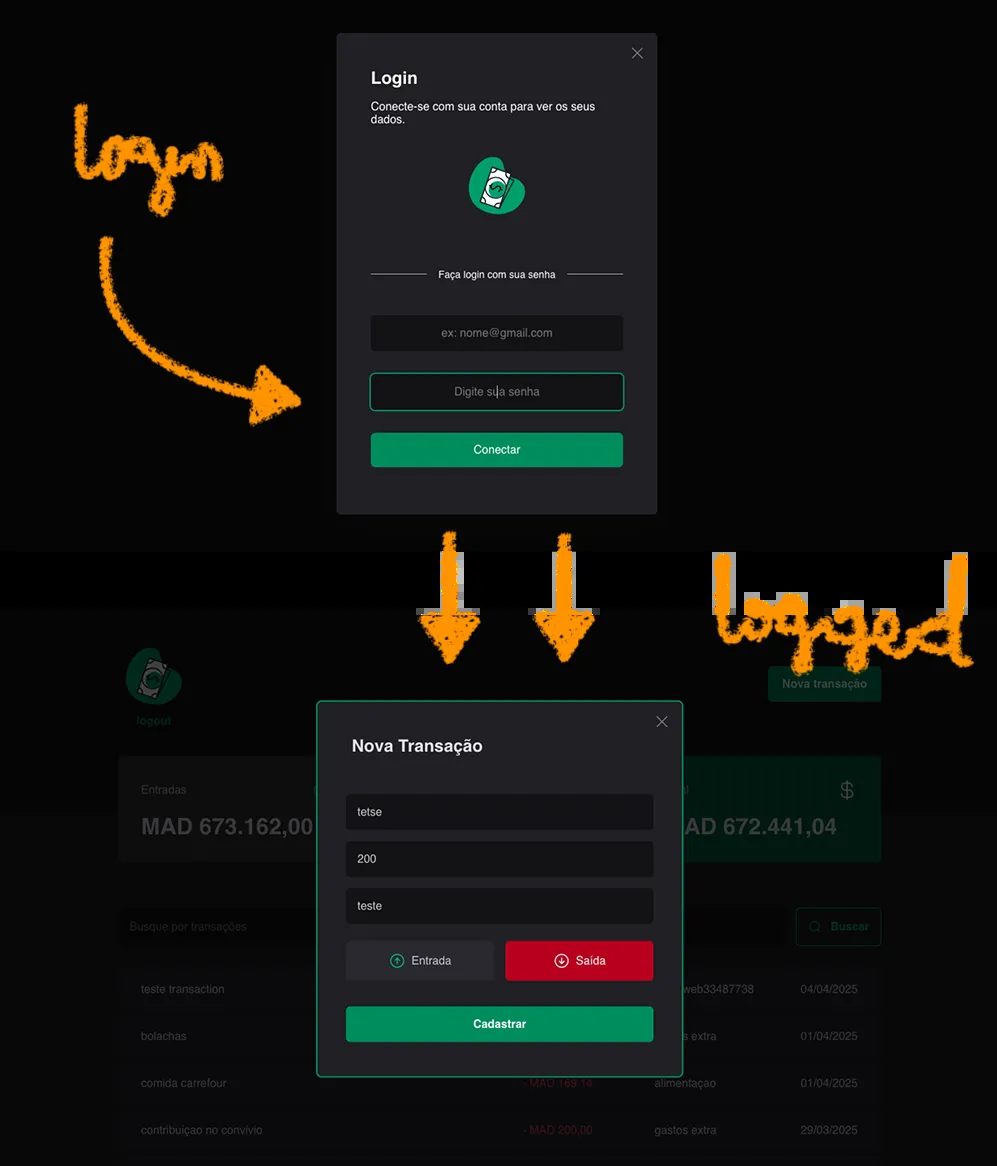 Login
Conecte-se com sua conta para ver os seus
dados.
login
Faça login com sua senha
ex: nome@gmail.com
Digite sua senha
Conectar
logged
Nova transação
logout
Nova Transação
Entradas
MAD 673.162,00
AD 672.441,04
tetse
200
teste
Busque por transações
Buscar
Entrada
Saída
teste transaction
web33487738
04/04/2025
Cadastrar
bolachas
s extra
01/04/2025
comida carrefour
- MAD 169,14
alimentaçao
01/04/2025
contribuiçao no convivio
- MAD 200,00
gastos extra
29/03/2025